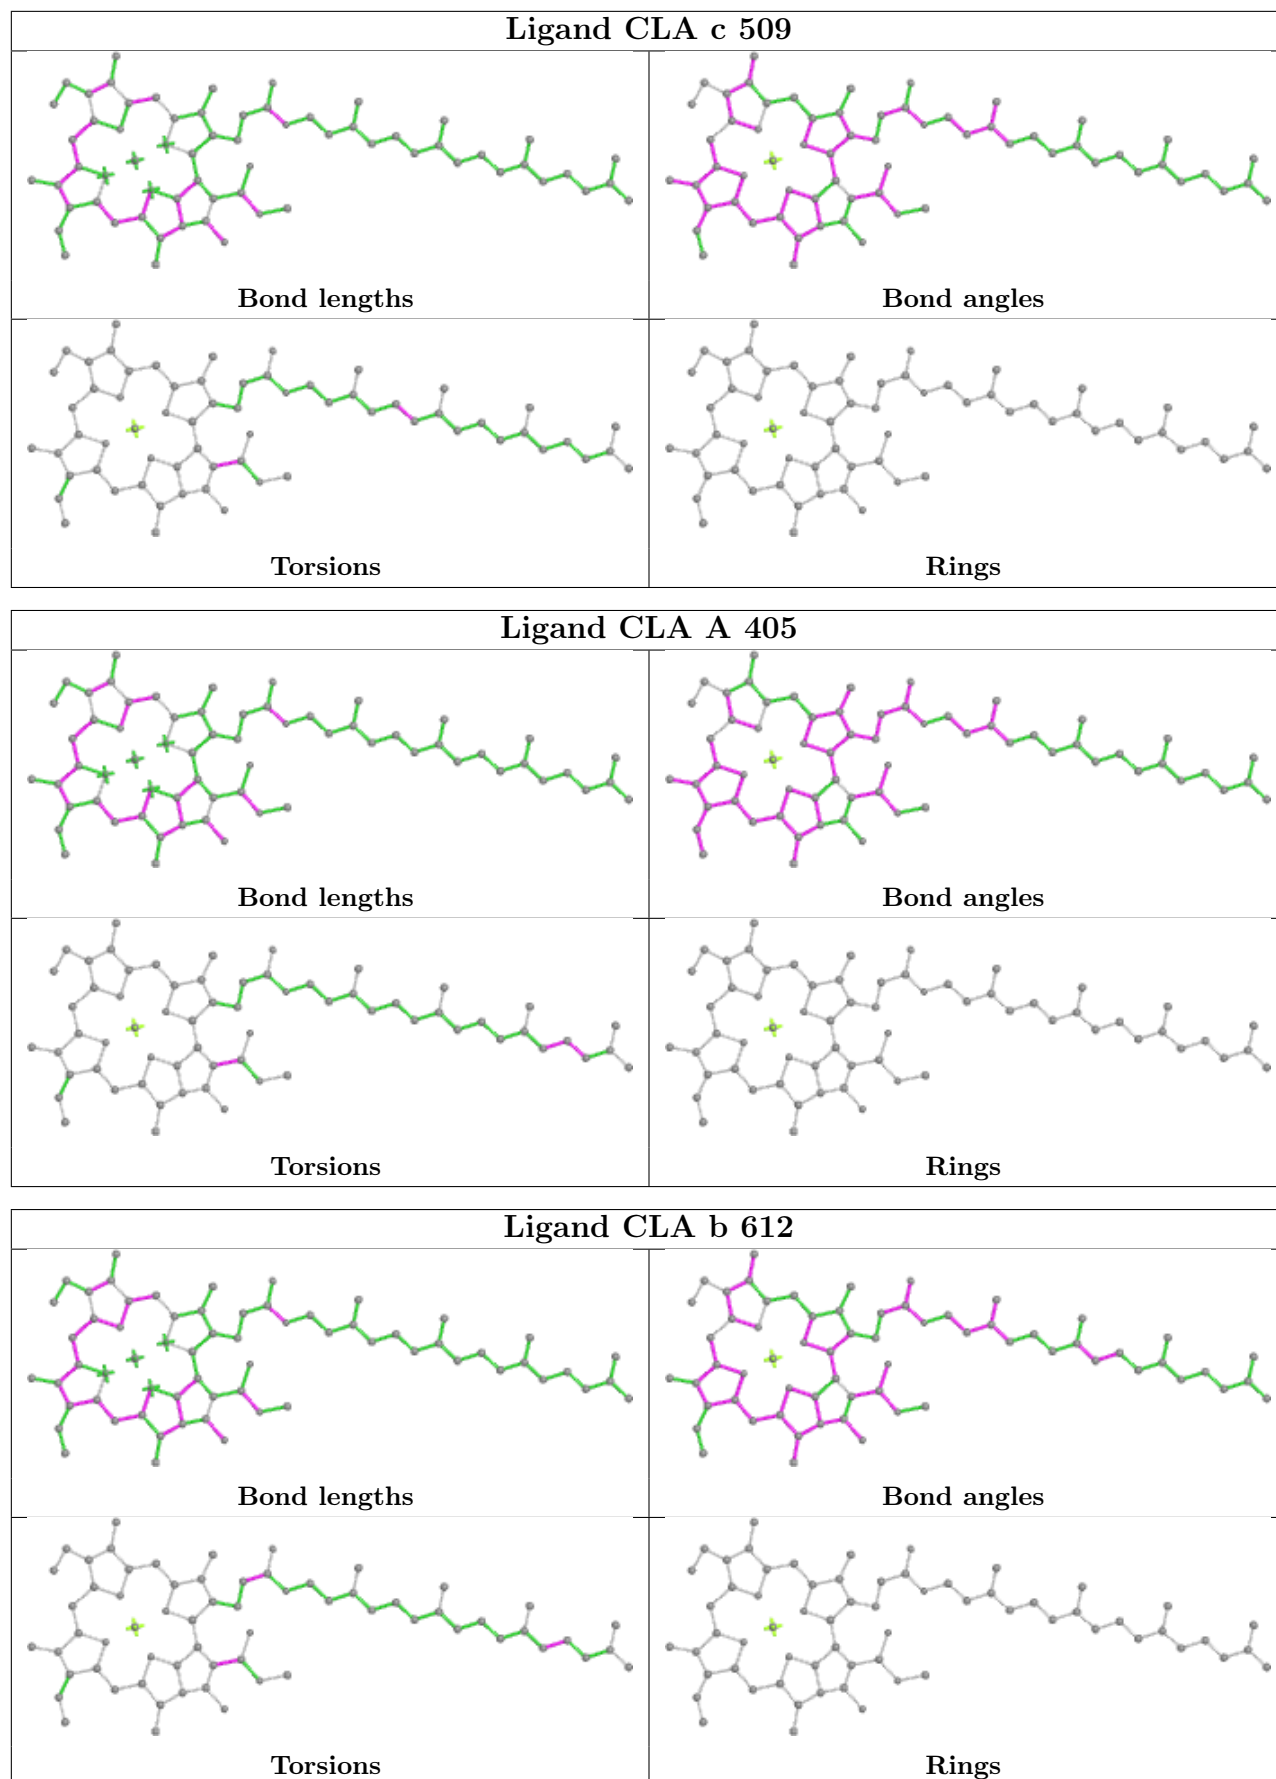 Ligand CLA c 509
Bond lengths
Bond angles
Torsions
Rings
Ligand CLA A 405
Bond lengths
Bond angles
Torsions
Rings
Ligand CLA b 612
Bond lengths
Bond angles
Torsions
Rings